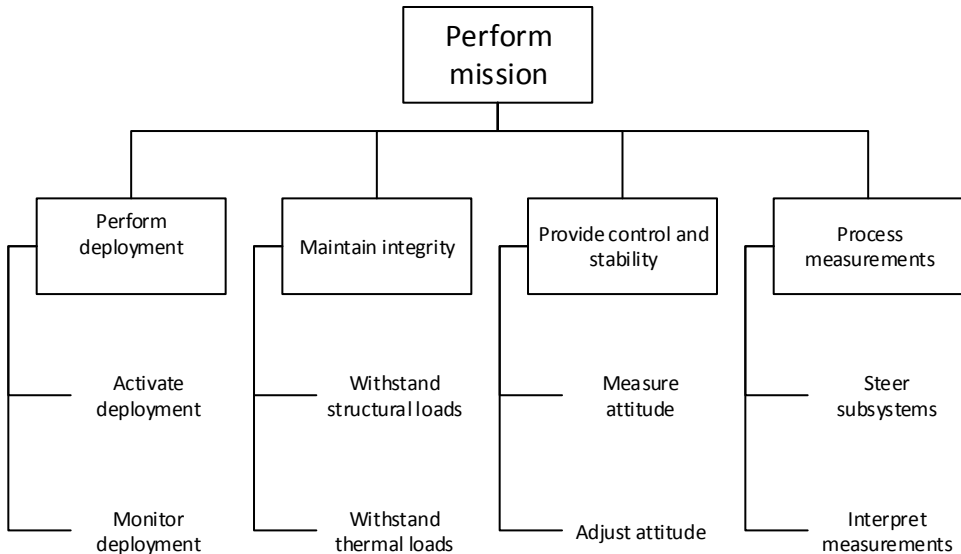 Perform
mission
Perform
deployment
Maintain integrity
Provide control and
stability
Process
measurements
Activate
deployment
Withstand
structural loads
Measure
attitude
Steer
subsystems
Monitor
deployment
Withstand
thermal loads
Adjust attitude
Interpret
measurements